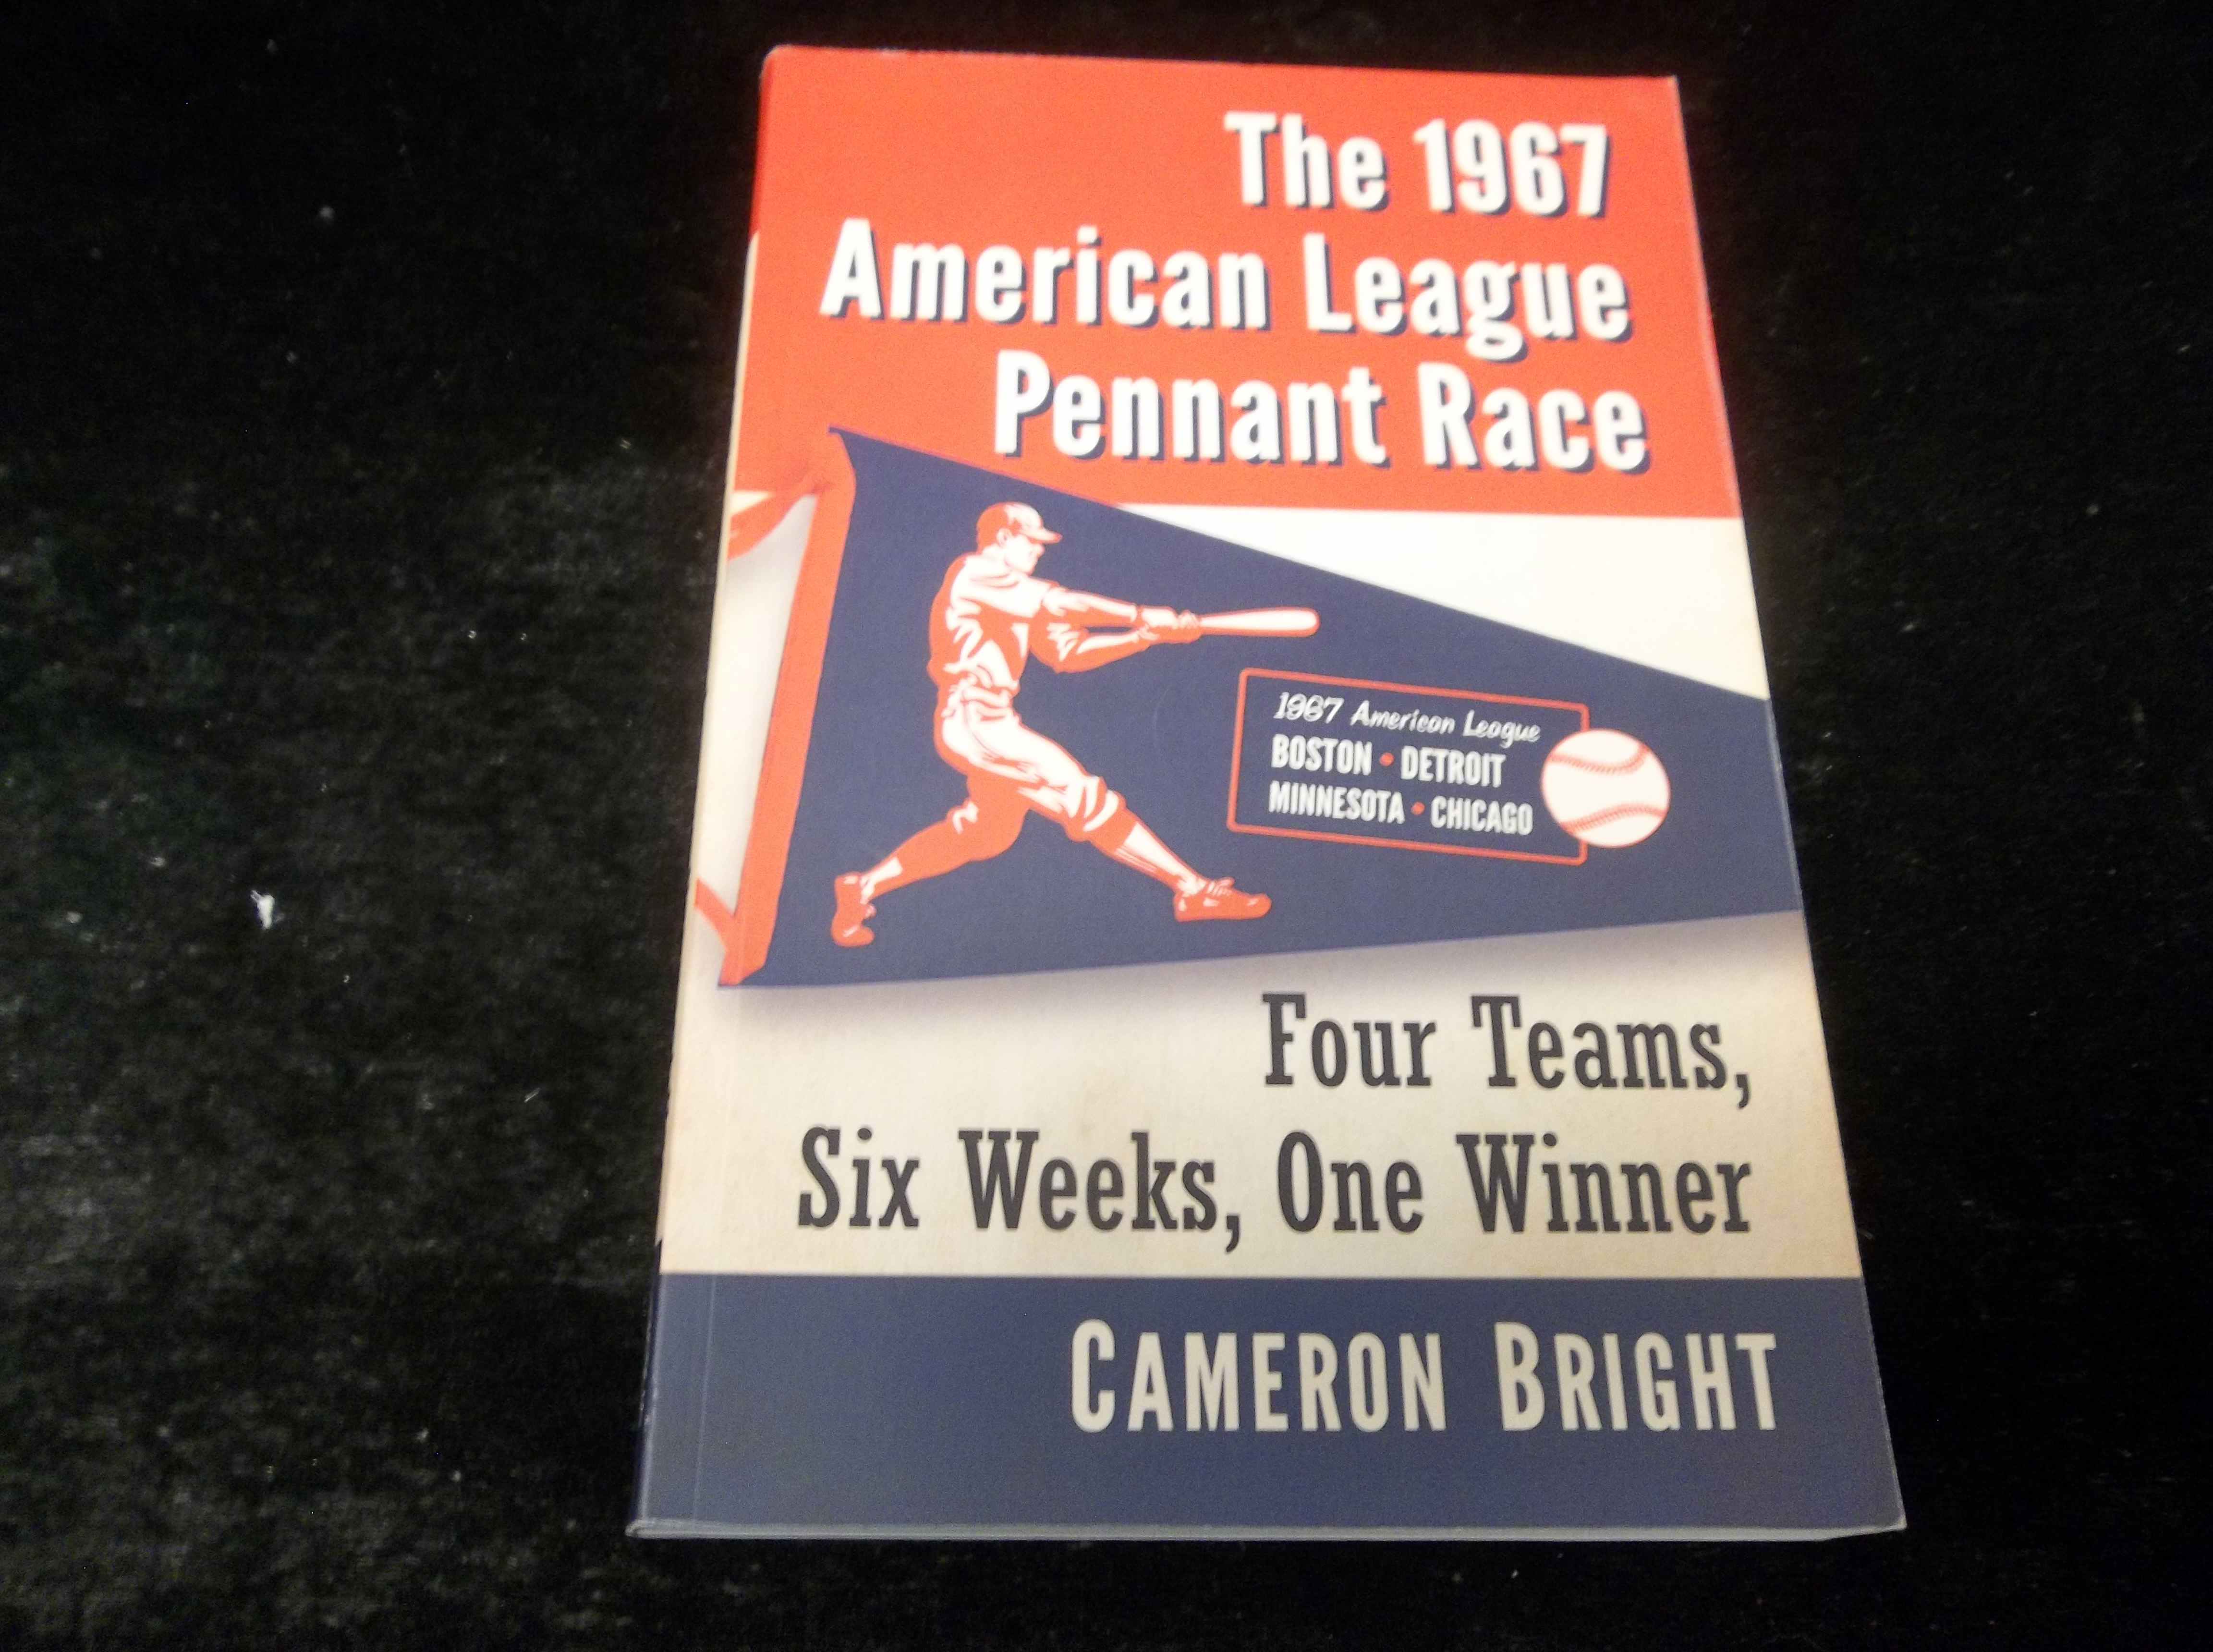 The 1967
American League
Pennant Race
1967 American League
BOSTON • DETROIT
MINNESOTA • CHICAGO
Four Teams,
Six Weeks, One Winner
CAMERON BRIGHT